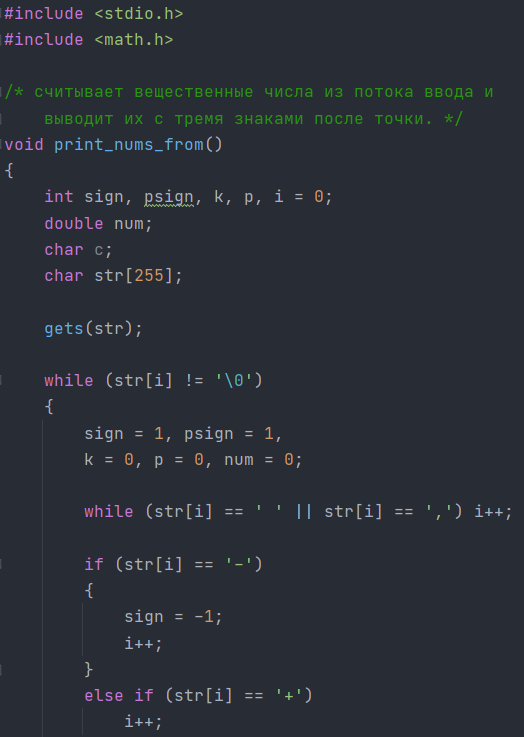 #include <stdio.h>
#include <math.h>

/* считывает вещественные числа из потока ввода и
    выводит их с тремя знаками после точки. */
void print_nums_from()
{
    int sign, psign, k, p, i = 0;
    double num;
    char c;
    char str[255];

    gets(str);

    while (str[i] != '\0')
    {
        sign = 1, psign = 1,
        k = 0, p = 0, num = 0;

        while (str[i] == ' ' || str[i] == ',') i++;

        if (str[i] == '-')
        {
            sign = -1;
            i++;
        }
        else if (str[i] == '+')
            i++;